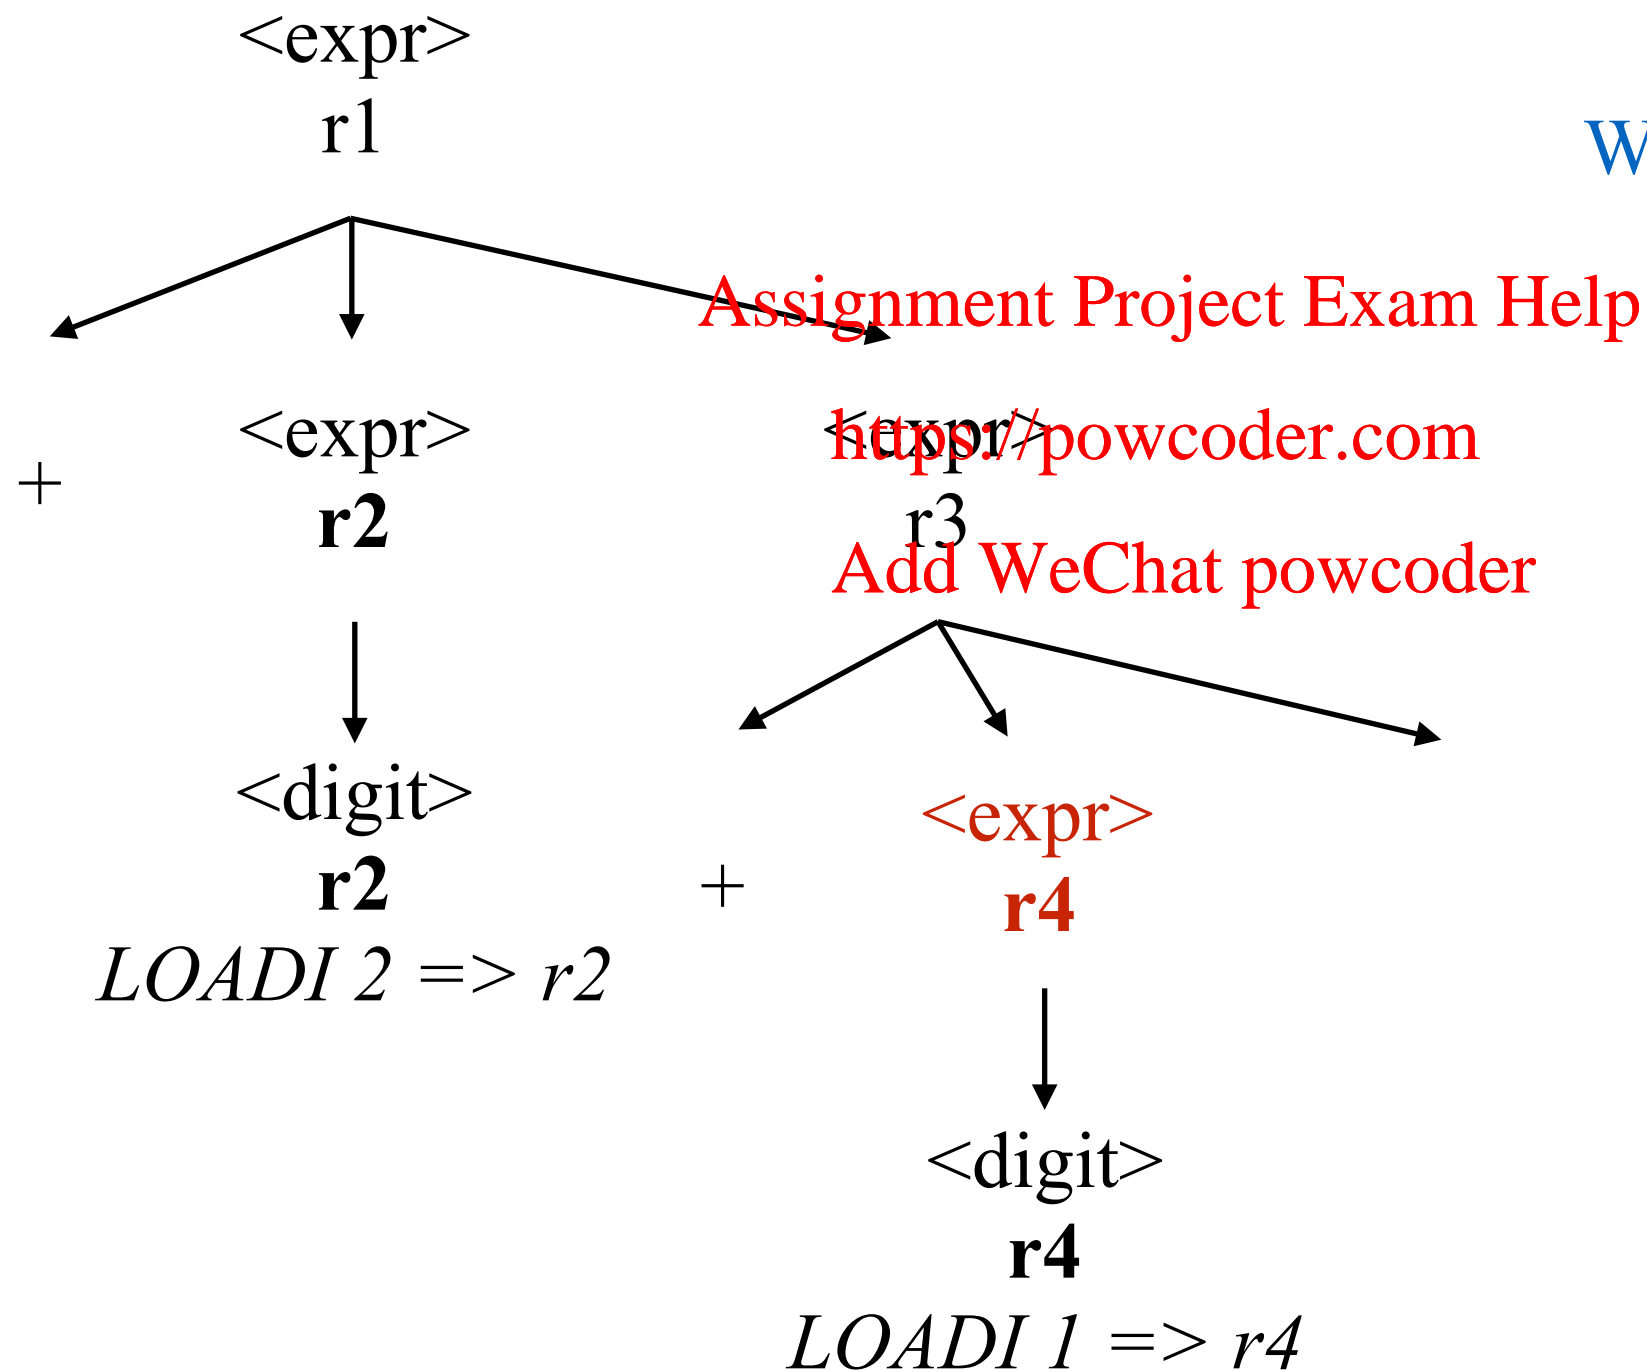 <expr>
r1
W
Assignment Project Exam Help
<expr>
<expr>
https://powcoder.com
+
r2
r3
Add WeChat powcoder
<digit>
<expr>
r2
+
r4
LOADI 2 => r2
<digit>
r4
LOADI 1 => r4